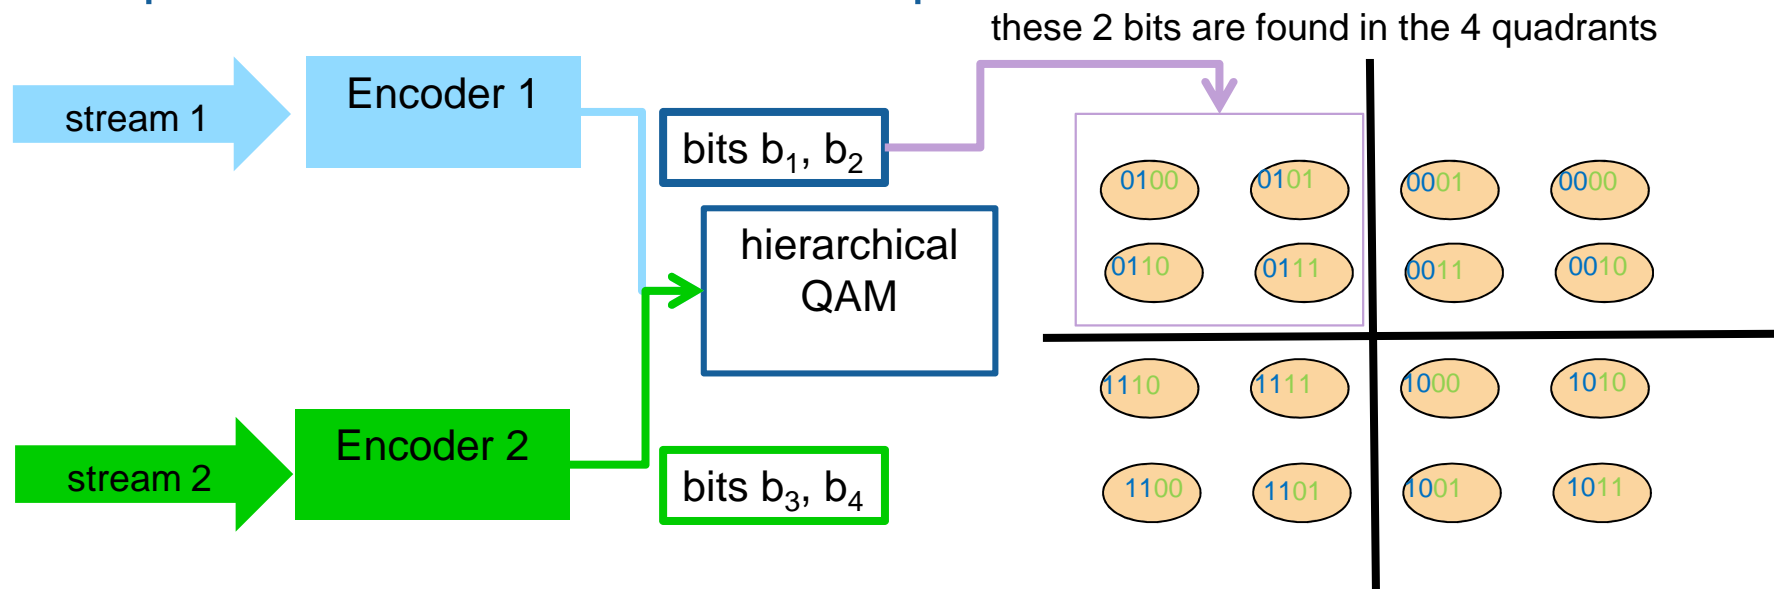 these 2 bits are found in the 4 quadrants
stream 1
Encoder 1
bits b₁, b₂
hierarchical
QAM
stream 2
Encoder 2
bits b₃, b₄
0100 0101 0001 0000
0110 0111 0011 0010
1110 1111 1000 1010
1100 1101 1001 1011